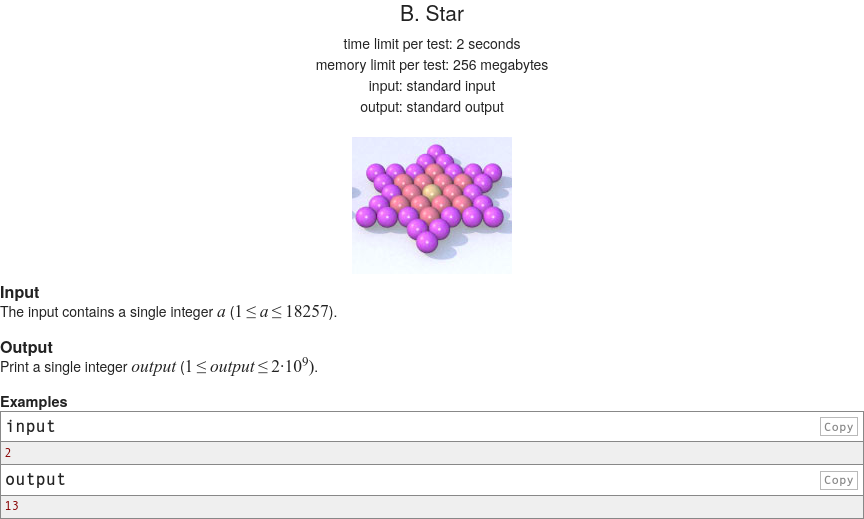 B. Star
time limit per test: 2 seconds
memory limit per test: 256 megabytes
input: standard input
output: standard output
Input
The input contains a single integer a (1 ≤ a ≤ 18257).
Output
Print a single integer output (1 ≤ output ≤ 2·10⁹).
Examples
input Copy
2
output Copy
13